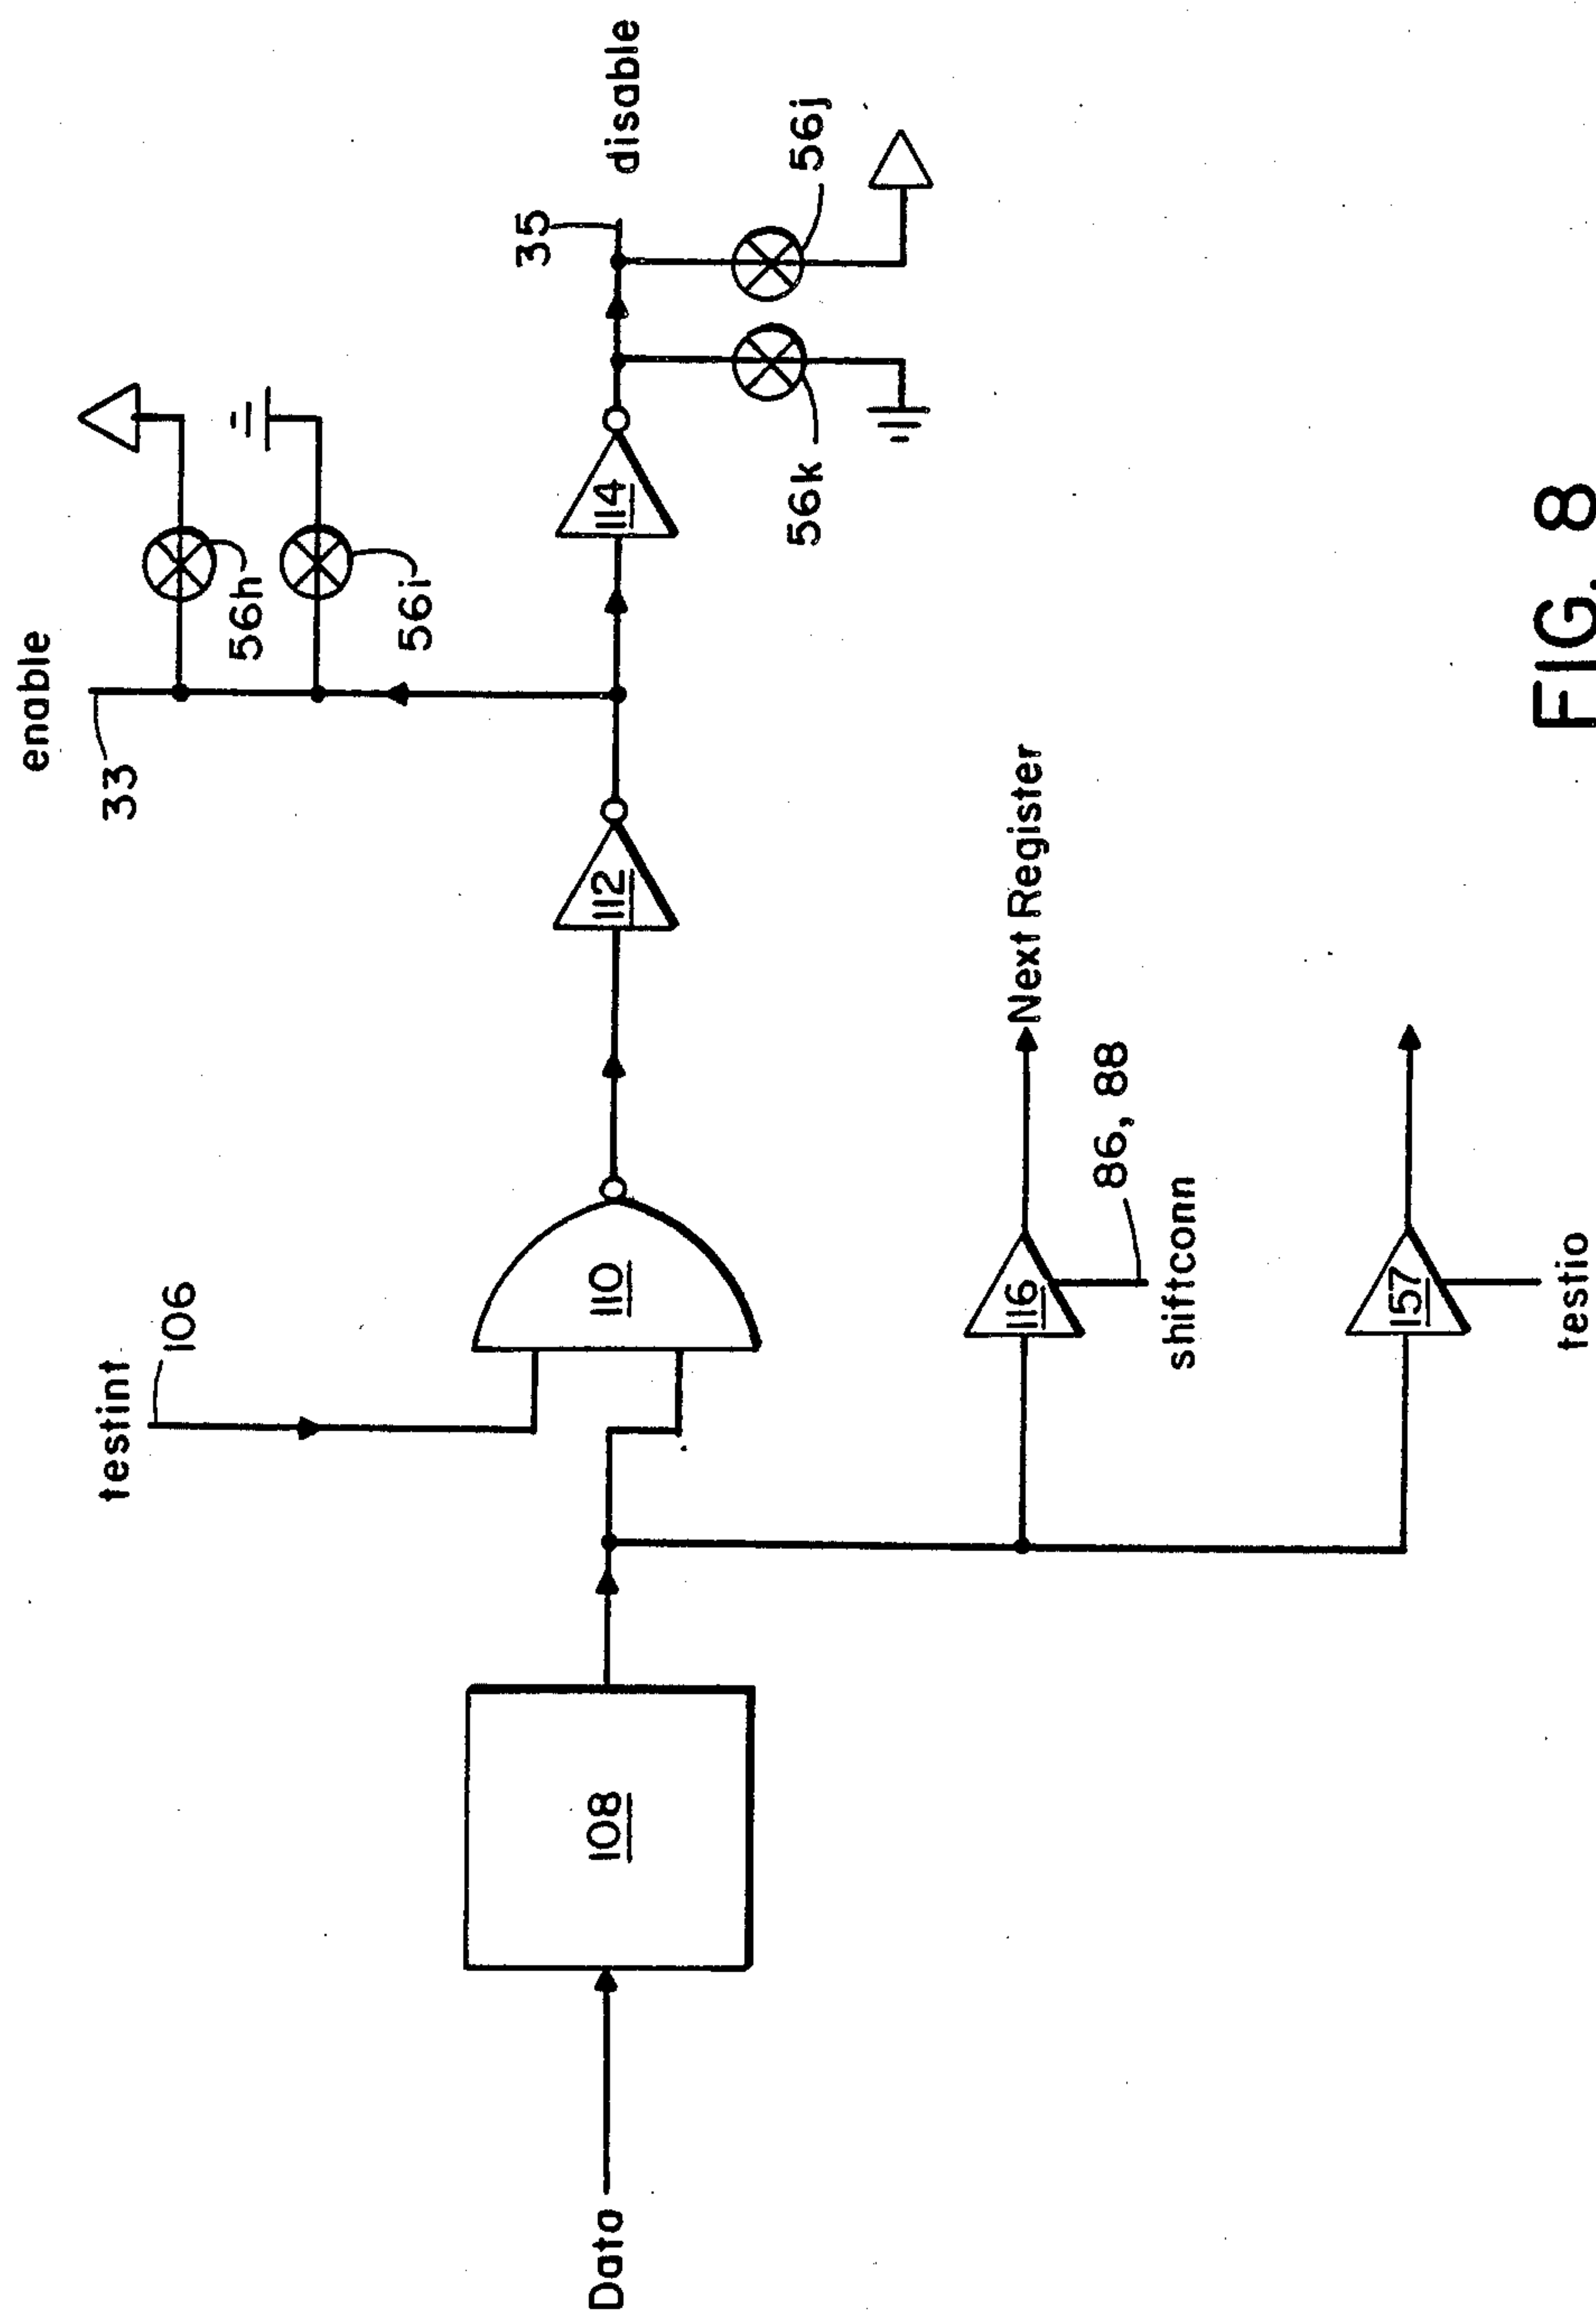 enable
33
56h
56i
35
disable
114
56k
56j
112
testint
106
110
Data
108
Next Register
116
86, 88
shiftconn
157
testio
FIG. 8